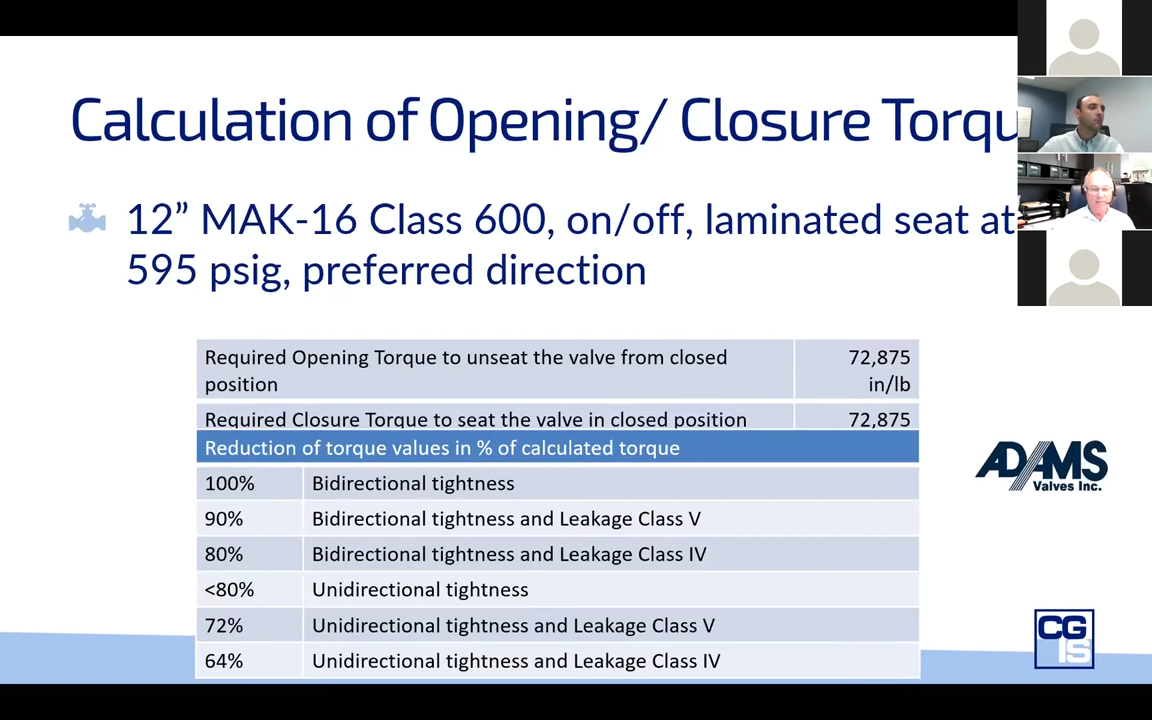 Calculation of Opening/ Closure Torqu
12” MAK-16 Class 600, on/off, laminated seat at
595 psig, preferred direction
Required Opening Torque to unseat the valve from closed
position
72,875
in/lb
Required Closure Torque to seat the valve in closed position
72,875
Reduction of torque values in % of calculated torque
100% Bidirectional tightness
90% Bidirectional tightness and Leakage Class V
80% Bidirectional tightness and Leakage Class IV
<80% Unidirectional tightness
72% Unidirectional tightness and Leakage Class V
64% Unidirectional tightness and Leakage Class IV
ADAMS
Valves Inc.
CG
IS